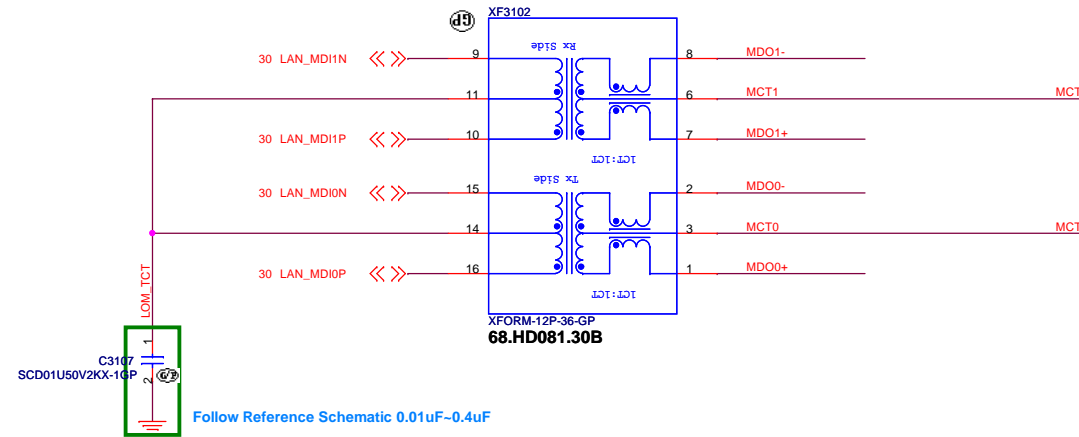 XF3102
GP
30 LAN_MDI1N
9
Rx Side
8
MDO1-
11
6
MCT1
MCT
30 LAN_MDI1P
10
7
MDO1+
1CT:1CT
Tx Side
30 LAN_MDI0N
15
2
MDO0-
14
3
MCT0
MCT
30 LAN_MDI0P
16
1
MDO0+
1CT:1CT
LOM_TCT
XFORM-12P-36-GP
68.HD081.30B
1
C3107
SCD01U50V2KX-1GP
2
G/P
Follow Reference Schematic 0.01uF~0.4uF